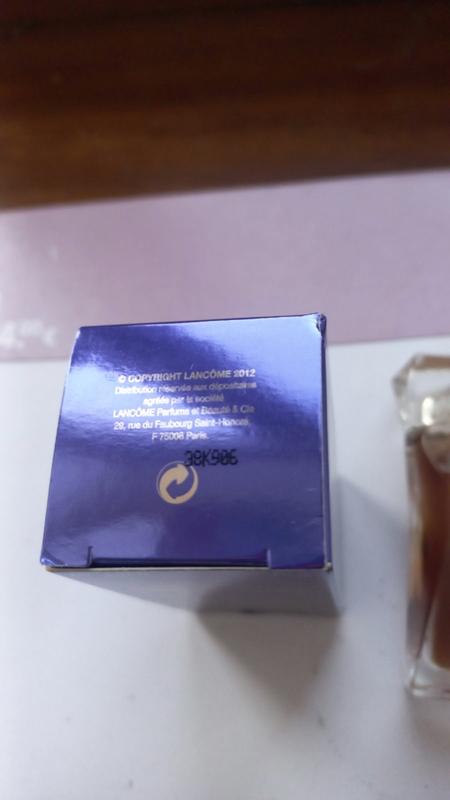 © COPYRIGHT LANCÔME 2012
Distribution réservée aux dépositaires
agréés par la société
LANCÔME Parfums et Beauté & Cie
29, rue du Faubourg Saint-Honoré,
F 75008 Paris.
38K906